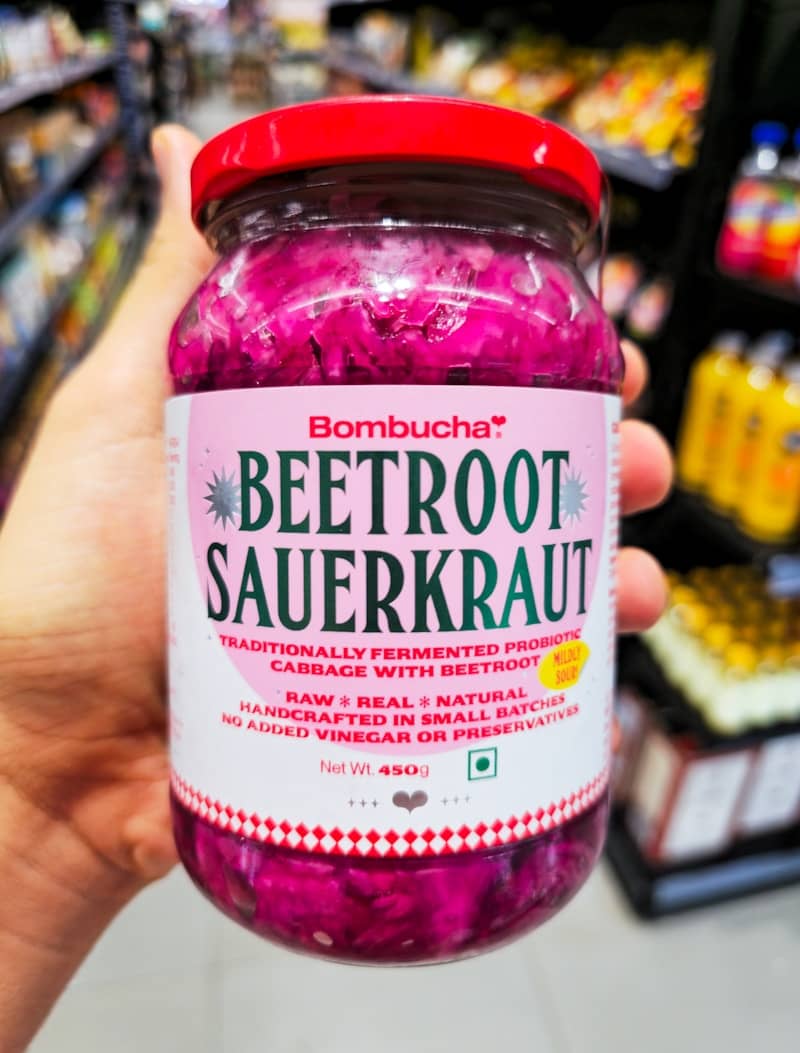 Bombucha
BEETROOT
SAUERKRAUT
TRADITIONALLY FERMENTED PROBIOTIC
CABBAGE WITH BEETROOT
MILDLY
SOUR!
RAW * REAL * NATURAL
HANDCRAFTED IN SMALL BATCHES
NO ADDED VINEGAR OR PRESERVATIVES
Net Wt. 450g